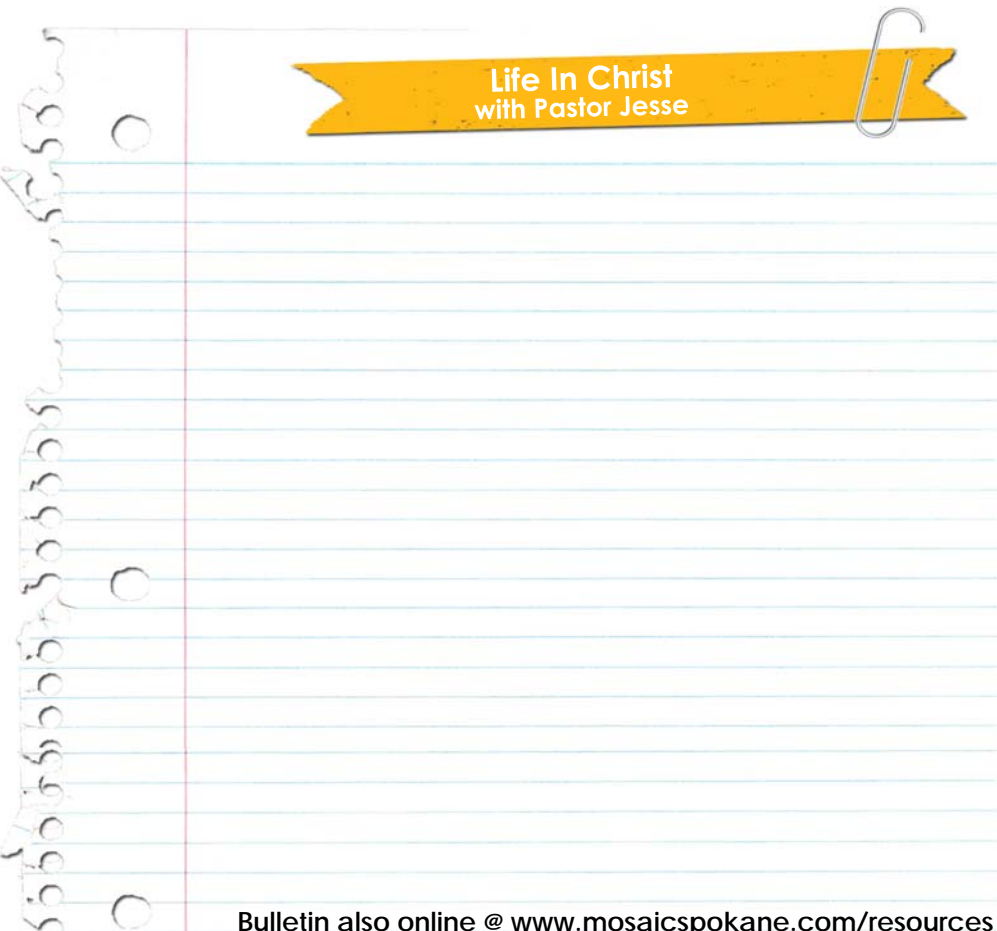 Life In Christ
with Pastor Jesse
Bulletin also online @ www.mosaicspokane.com/resources